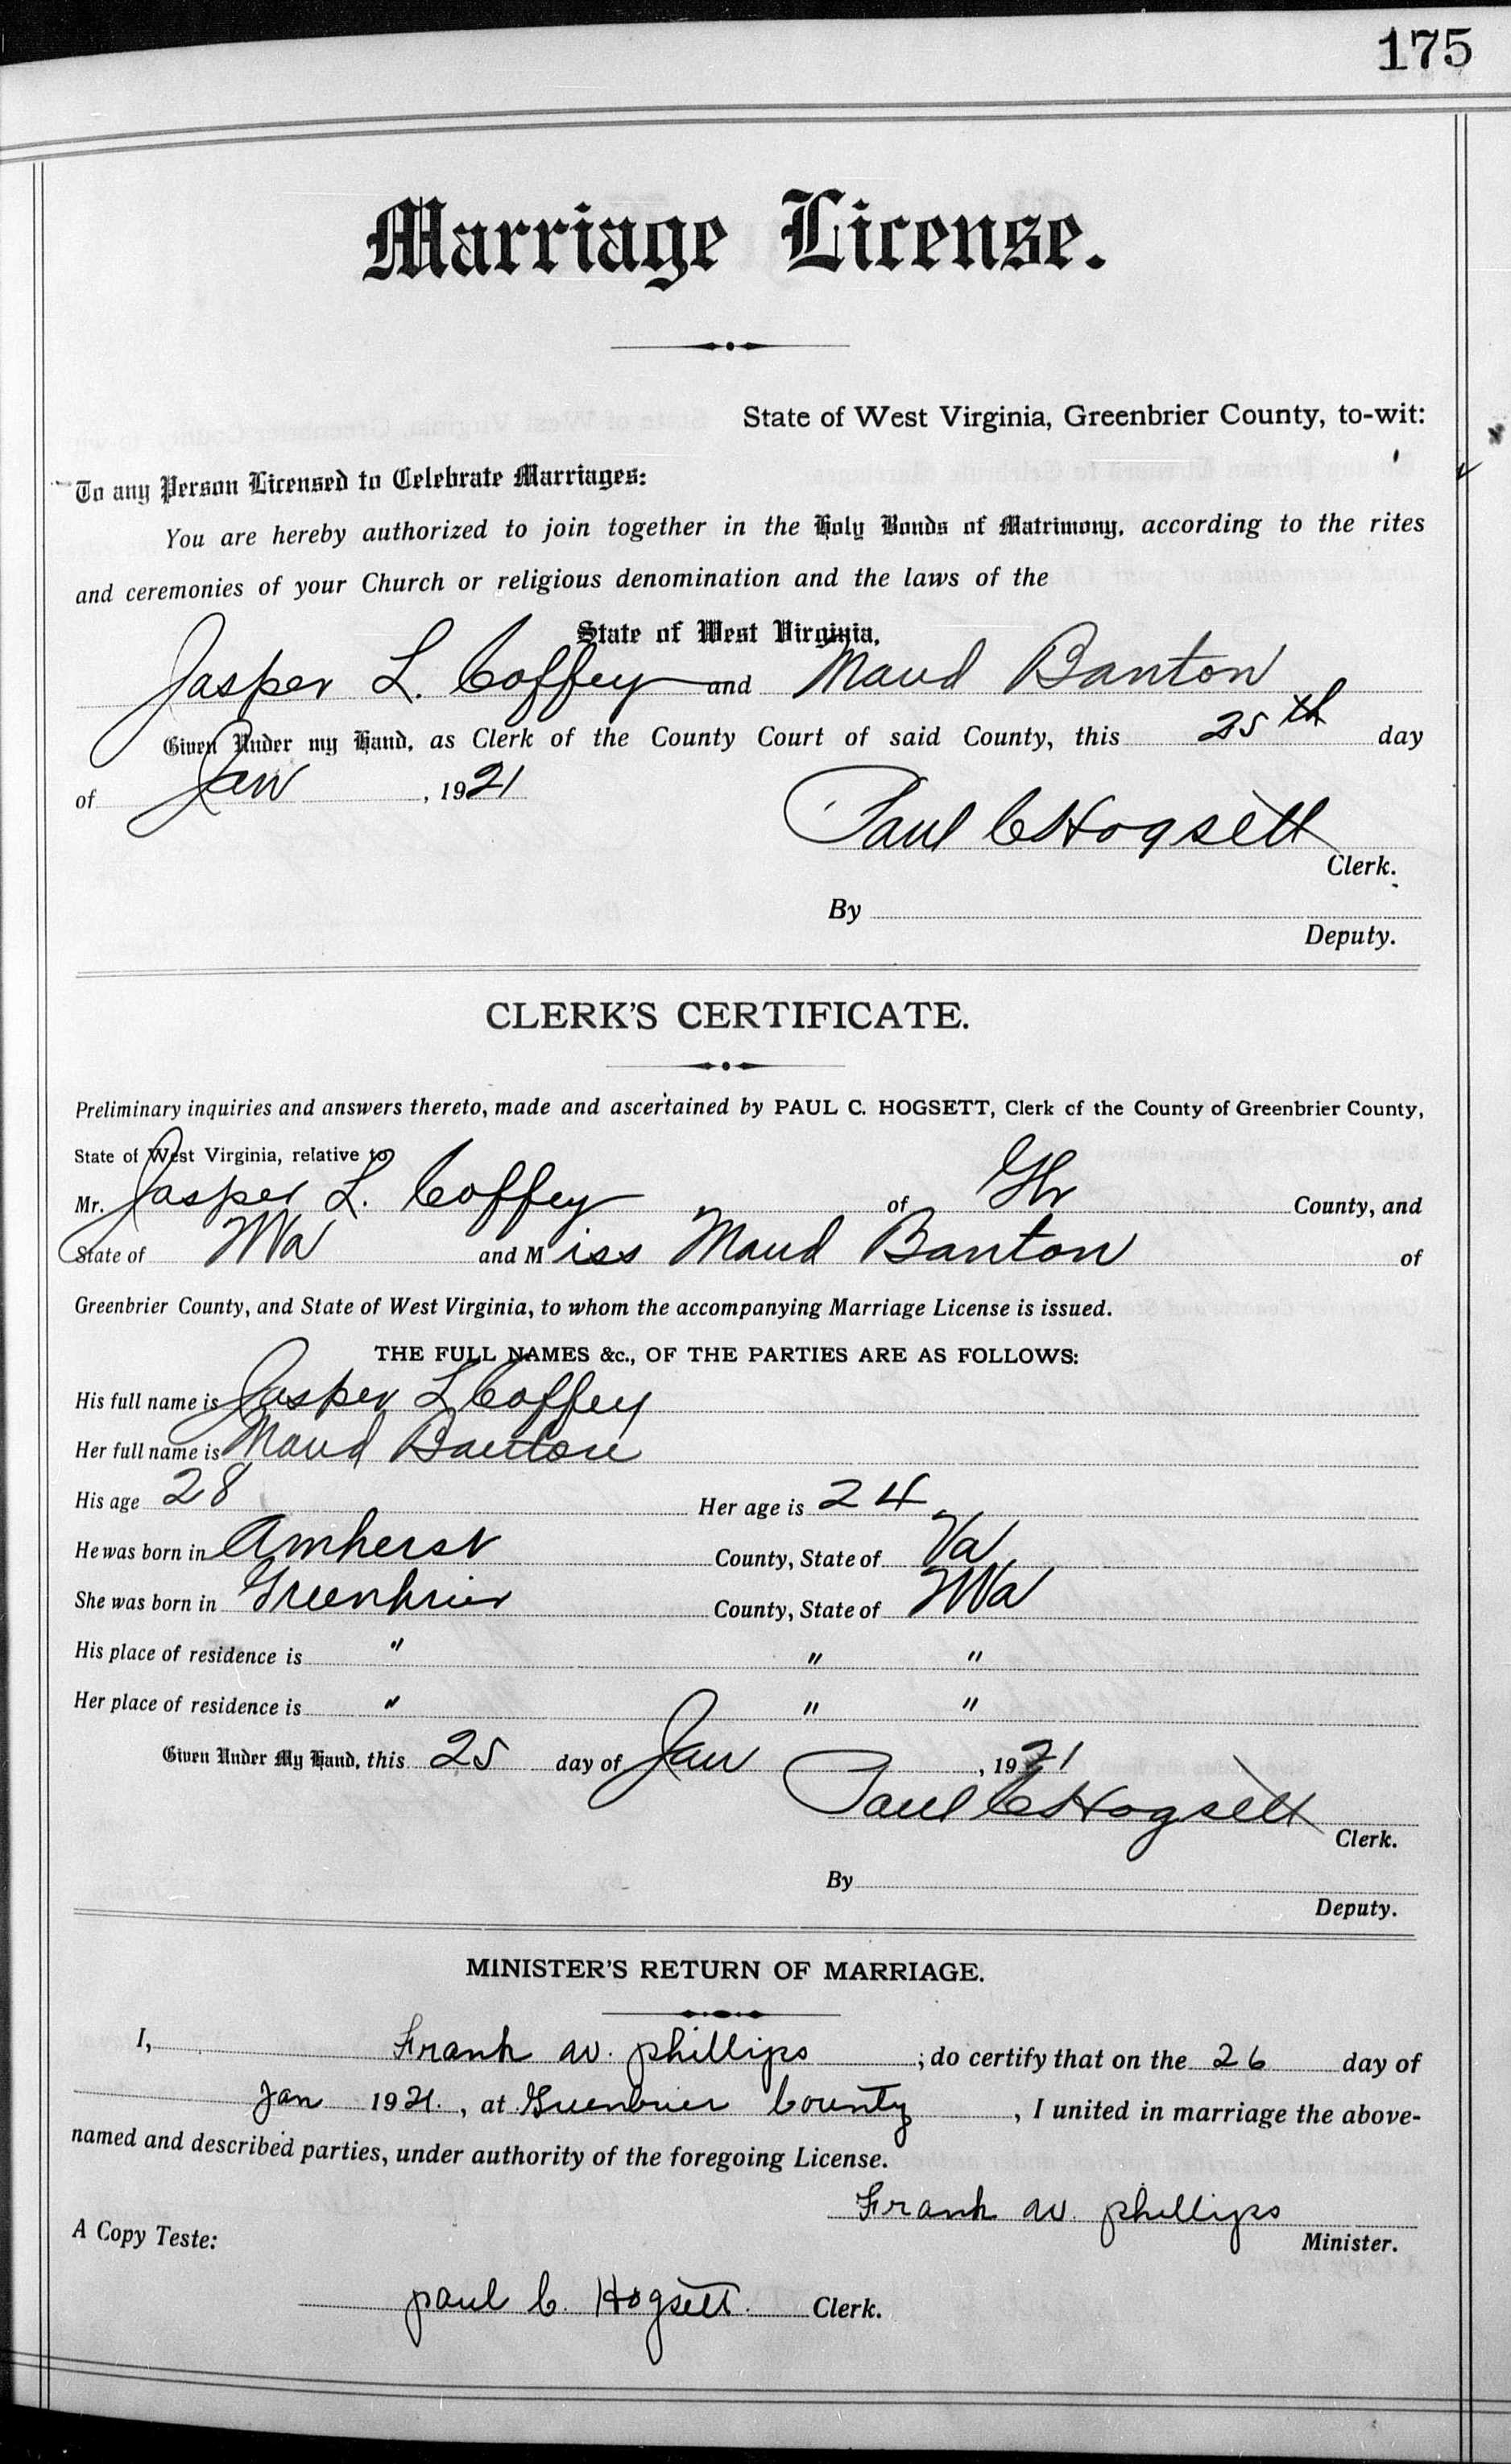 175
Marriage License.
State of West Virginia, Greenbrier County, to-wit:
To any Person Licensed to Celebrate Marriages:
You are hereby authorized to join together in the Holy Bonds of Matrimony, according to the rites
and ceremonies of your Church or religious denomination and the laws of the
State of West Virginia,
Jasper L. Coffey and Maud Banton
Given Under my Hand, as Clerk of the County Court of said County, this 25th day
of Jan, 1921
Paul C Hogsett
Clerk.
By
Deputy.
CLERK'S CERTIFICATE.
Preliminary inquiries and answers thereto, made and ascertained by PAUL C. HOGSETT, Clerk of the County of Greenbrier County,
State of West Virginia, relative to
Mr. Jasper L. Coffey of Gbr County, and
State of WVa and Miss Maud Banton of
Greenbrier County, and State of West Virginia, to whom the accompanying Marriage License is issued.
THE FULL NAMES &c., OF THE PARTIES ARE AS FOLLOWS:
His full name is Jasper L Coffey
Her full name is Maud Banton
His age 28 Her age is 24
He was born in Amherst County, State of Va
She was born in Greenbrier County, State of WVa
His place of residence is " " "
Her place of residence is " " "
Given Under My Hand, this 25 day of Jan, 1921
Paul C Hogsett
Clerk.
By
Deputy.
MINISTER'S RETURN OF MARRIAGE.
I, Frank W. phillips; do certify that on the 26 day of
Jan 1921., at Greenbrier County, I united in marriage the above-
named and described parties, under authority of the foregoing License.
Frank W. phillips
Minister.
A Copy Teste:
paul C. Hogsett. Clerk.